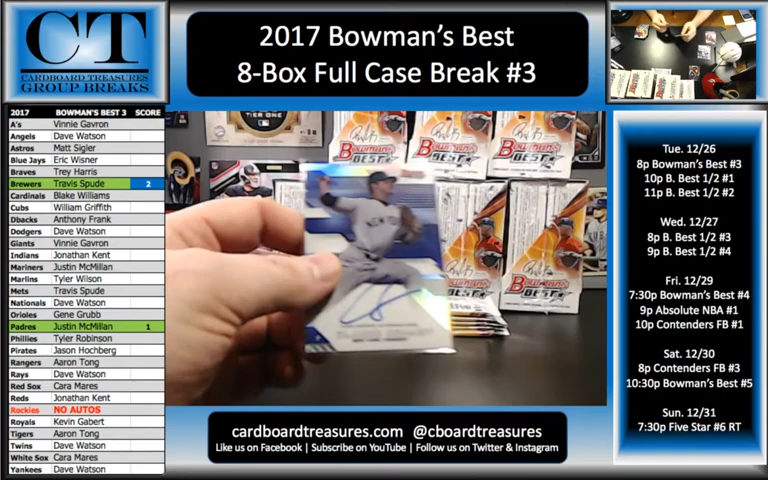 CT
CARDBOARD TREASURES
GROUP BREAKS
2017 Bowman's Best
8-Box Full Case Break #3
2017 BOWMAN'S BEST 3 SCORE
A's Vinnie Gavron
Angels Dave Watson
Astros Matt Sigler
Blue Jays Eric Wisner
Braves Trey Harris
Brewers Travis Spude 2
Cardinals Blake Williams
Cubs William Griffith
Dbacks Anthony Frank
Dodgers Dave Watson
Giants Vinnie Gavron
Indians Jonathan Kent
Mariners Justin McMillan
Marlins Tyler Wilson
Mets Travis Spude
Nationals Dave Watson
Orioles Gene Grubb
Padres Justin McMillan 1
Phillies Tyler Robinson
Pirates Jason Hochberg
Rangers Aaron Tong
Rays Dave Watson
Red Sox Cara Mares
Reds Jonathan Kent
Rockies NO AUTOS
Royals Kevin Gabert
Tigers Aaron Tong
Twins Dave Watson
White Sox Cara Mares
Yankees Dave Watson
TIER ONE
BOWMAN'S BEST
BOWMAN'S BEST
BOWMAN'S BEST
BOWMAN'S BEST
BOWMAN'S BEST
NEW YORK
Tue. 12/26
8p Bowman's Best #3
10p B. Best 1/2 #1
11p B. Best 1/2 #2
Wed. 12/27
8p B. Best 1/2 #3
9p B. Best 1/2 #4
Fri. 12/29
7:30p Bowman's Best #4
9p Absolute NBA #1
10p Contenders FB #1
Sat. 12/30
8p Contenders FB #3
10:30p Bowman's Best #5
Sun. 12/31
7:30p Five Star #6 RT
cardboardtreasures.com @cboardtreasures
Like us on Facebook | Subscribe on YouTube | Follow us on Twitter & Instagram